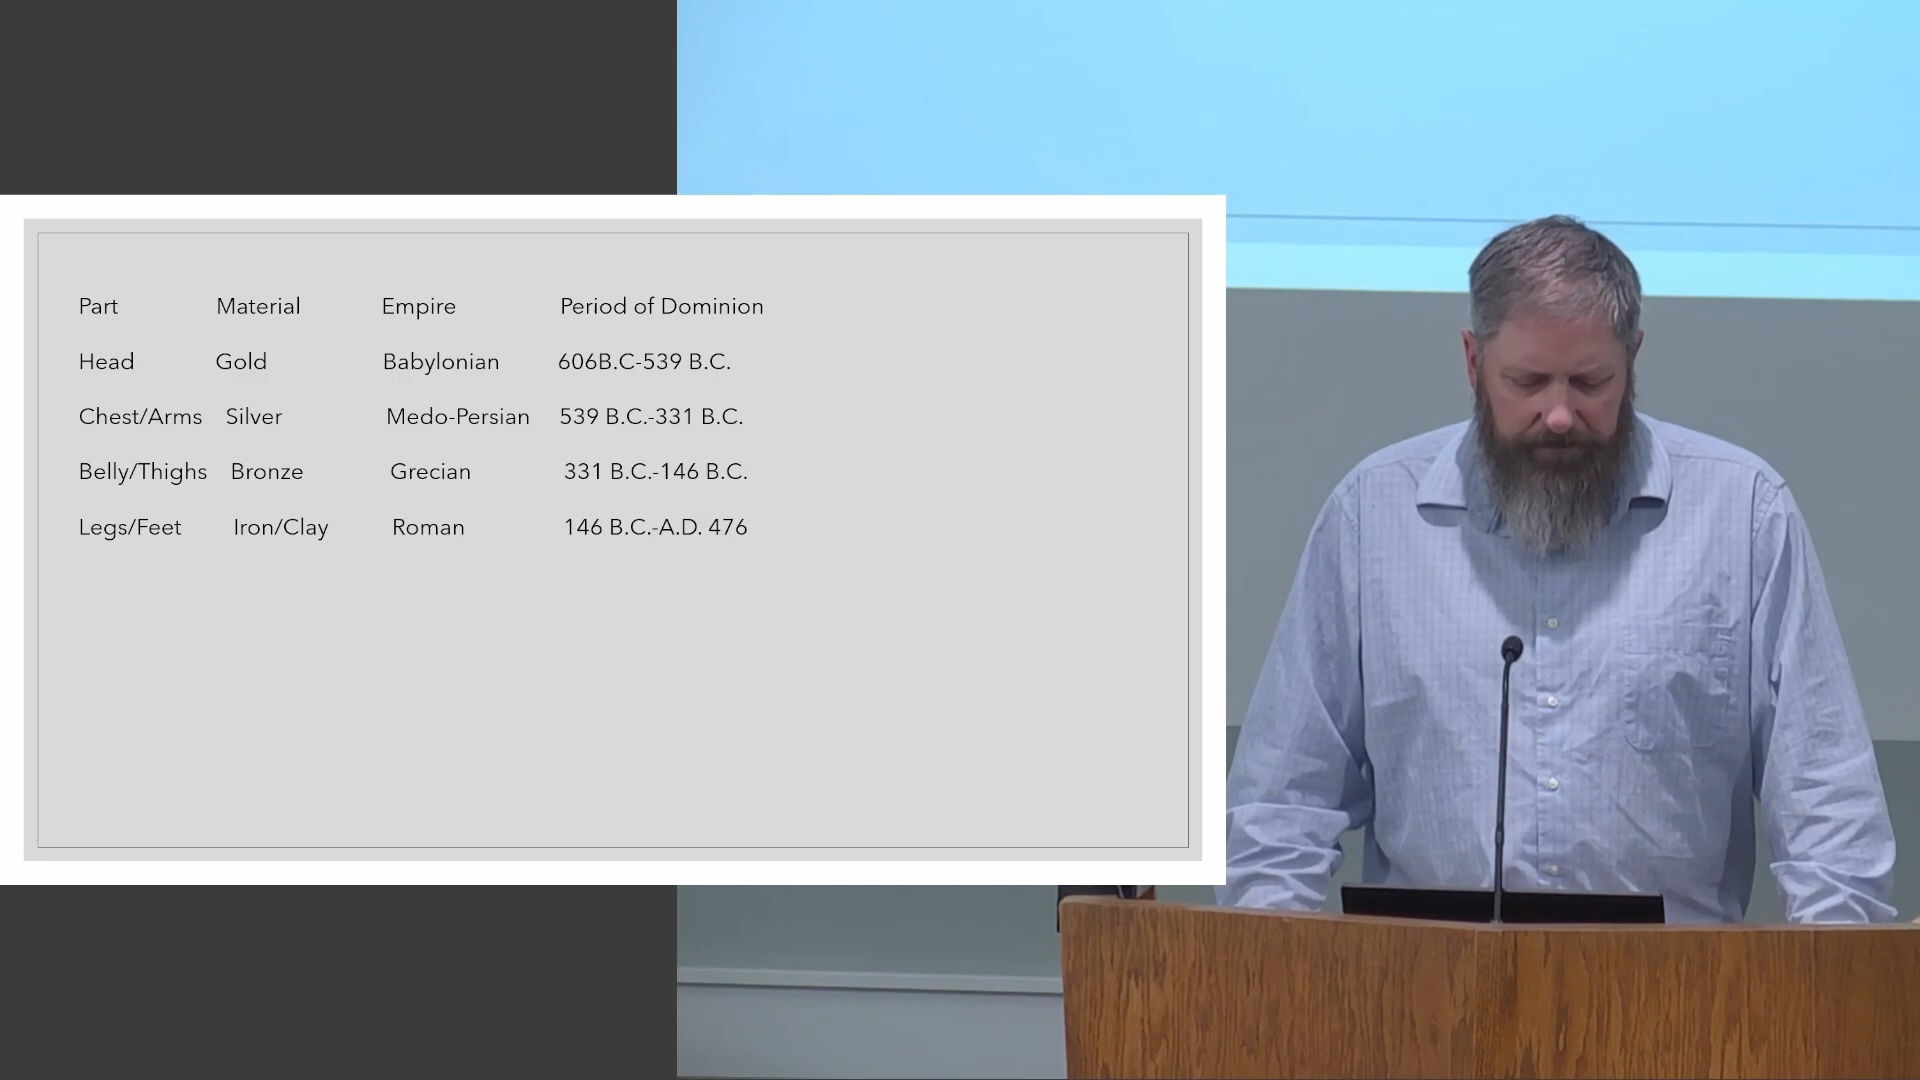 Part Material Empire Period of Dominion
Head Gold Babylonian 606B.C-539 B.C.
Chest/Arms Silver Medo-Persian 539 B.C.-331 B.C.
Belly/Thighs Bronze Grecian 331 B.C.-146 B.C.
Legs/Feet Iron/Clay Roman 146 B.C.-A.D. 476